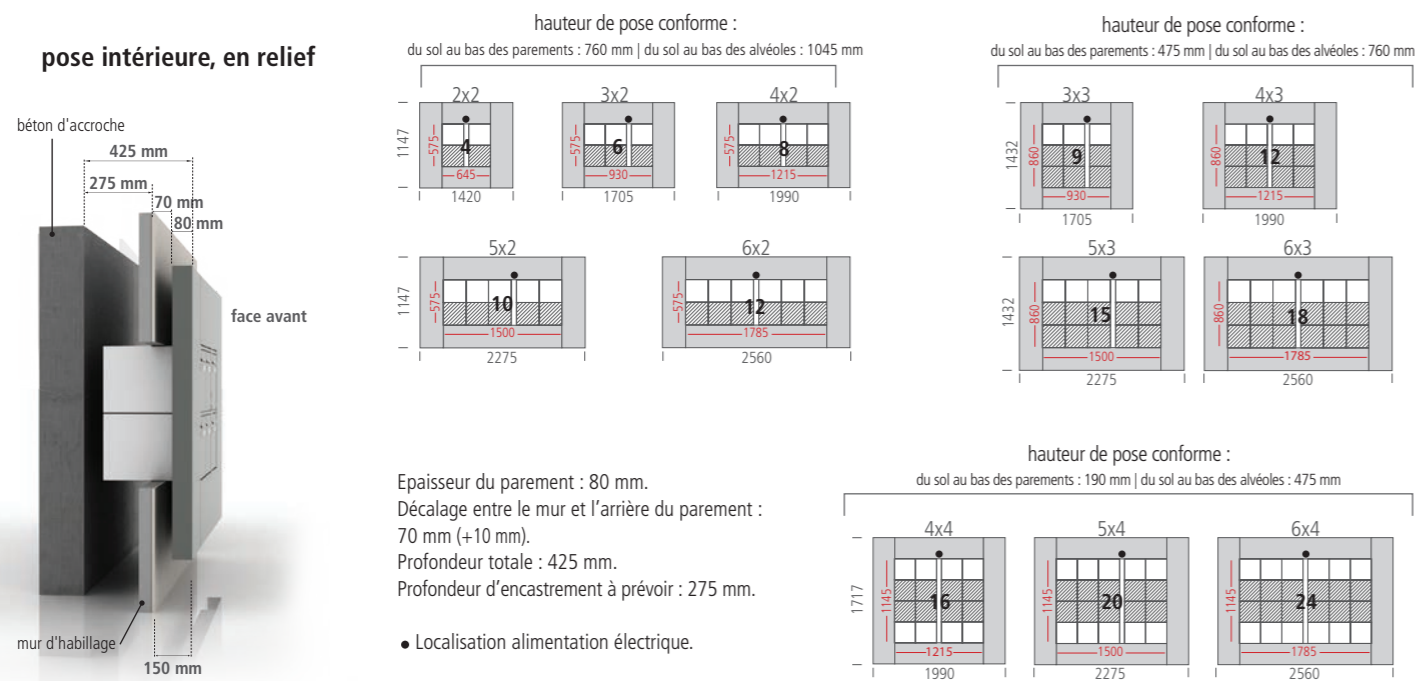 pose intérieure, en relief
béton d'accroche
425 mm
275 mm
70 mm
80 mm
face avant
mur d'habillage
150 mm
hauteur de pose conforme :
du sol au bas des parements : 760 mm | du sol au bas des alvéoles : 1045 mm
2x2
3x2
4x2
1147
575
4
645
1420
575
6
930
1705
575
8
1215
1990
5x2
6x2
1147
575
10
1500
2275
575
12
1785
2560
hauteur de pose conforme :
du sol au bas des parements : 475 mm | du sol au bas des alvéoles : 760 mm
3x3
4x3
1432
860
9
930
1705
860
12
1215
1990
5x3
6x3
1432
860
15
1500
2275
860
18
1785
2560
Epaisseur du parement : 80 mm.
Décalage entre le mur et l’arrière du parement :
70 mm (+10 mm).
Profondeur totale : 425 mm.
Profondeur d’encastrement à prévoir : 275 mm.
● Localisation alimentation électrique.
hauteur de pose conforme :
du sol au bas des parements : 190 mm | du sol au bas des alvéoles : 475 mm
4x4
5x4
6x4
1717
1145
16
1215
1990
1145
20
1500
2275
1145
24
1785
2560